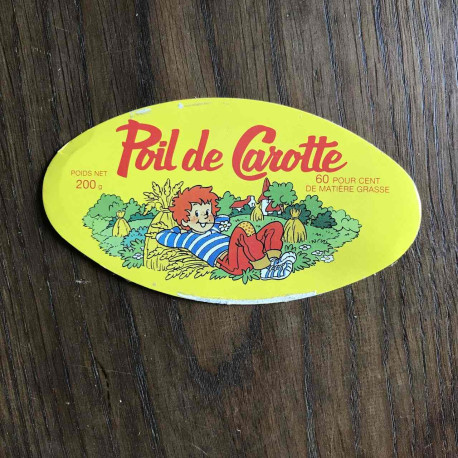 Poil de Carotte
POIDS NET
200 g
60 POUR CENT
DE MATIÈRE GRASSE